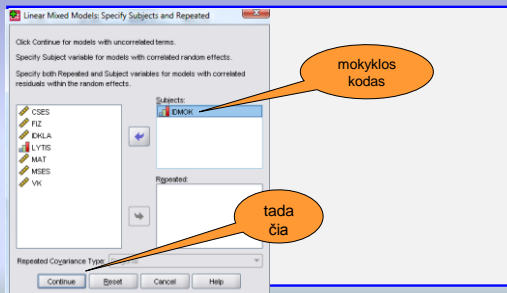 Linear Mixed Models: Specify Subjects and Repeated
Click Continue for models with uncorrelated terms.
Specify Subject variable for models with correlated random effects.
Specify both Repeated and Subject variables for models with correlated
residuals within the random effects.
Subjects:
IDMOK
CSES
FIZ
IDKLA
LYTIS
MAT
MSES
VK
Repeated:
Repeated Covariance Type:
Continue
Reset
Cancel
Help
mokyklos
kodas
tada
čia